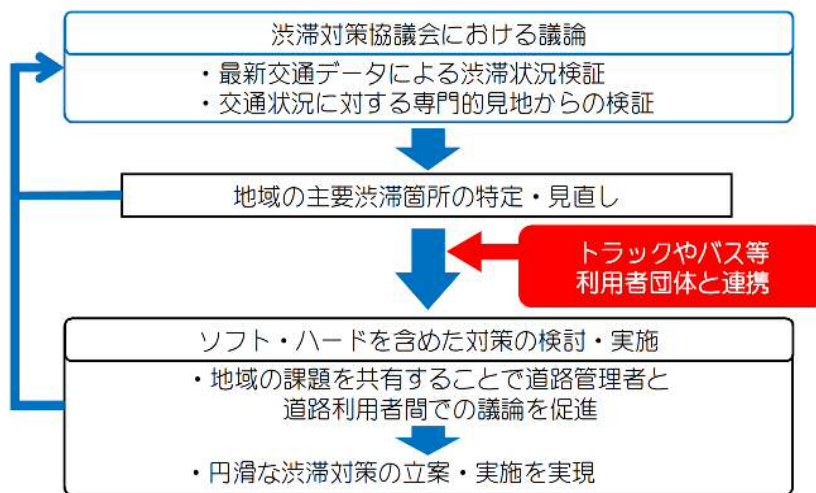 渋滞対策協議会における議論
・最新交通データによる渋滞状況検証
・交通状況に対する専門的見地からの検証
地域の主要渋滞箇所の特定・見直し
トラックやバス等
利用者団体と連携
ソフト・ハードを含めた対策の検討・実施
・地域の課題を共有することで道路管理者と
道路利用者間での議論を促進
・円滑な渋滞対策の立案・実施を実現